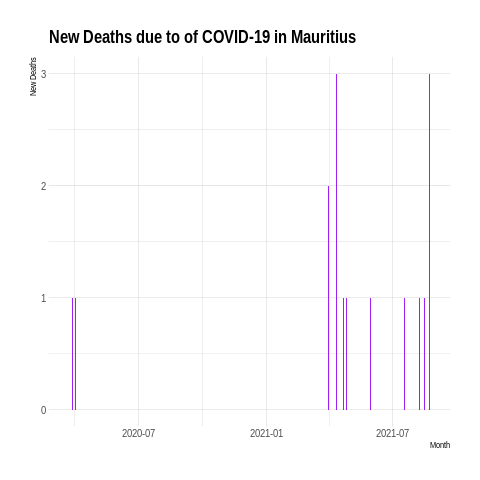 New Deaths due to of COVID-19 in Mauritius
New Deaths
3
2
1
0
2020-07
2021-01
2021-07
Month